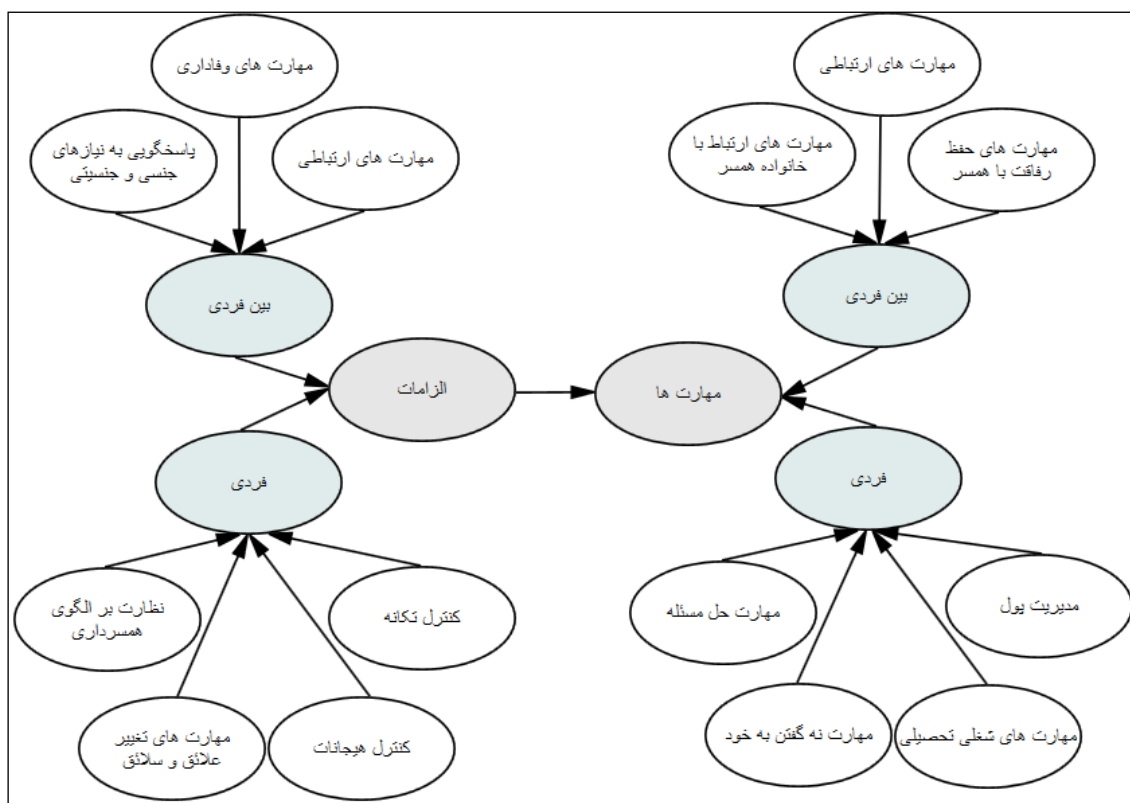 مهارت های ارتباطی
مهارت های وفاداری
مهارت های حفظ
رفاقت با همسر
مهارت های ارتباط با
خانواده همسر
مهارت های ارتباطی
پاسخگویی به نیازهای
جنسی و جنسیتی
بین فردی
بین فردی
مهارت ها
الزامات
فردی
فردی
مدیریت پول
مهارت حل مسئله
کنترل تکانه
نظارت بر الگوی
همسرداری
مهارت های شغلی تحصیلی
مهارت نه گفتن به خود
کنترل هیجانات
مهارت های تغییر
علائق و سلائق